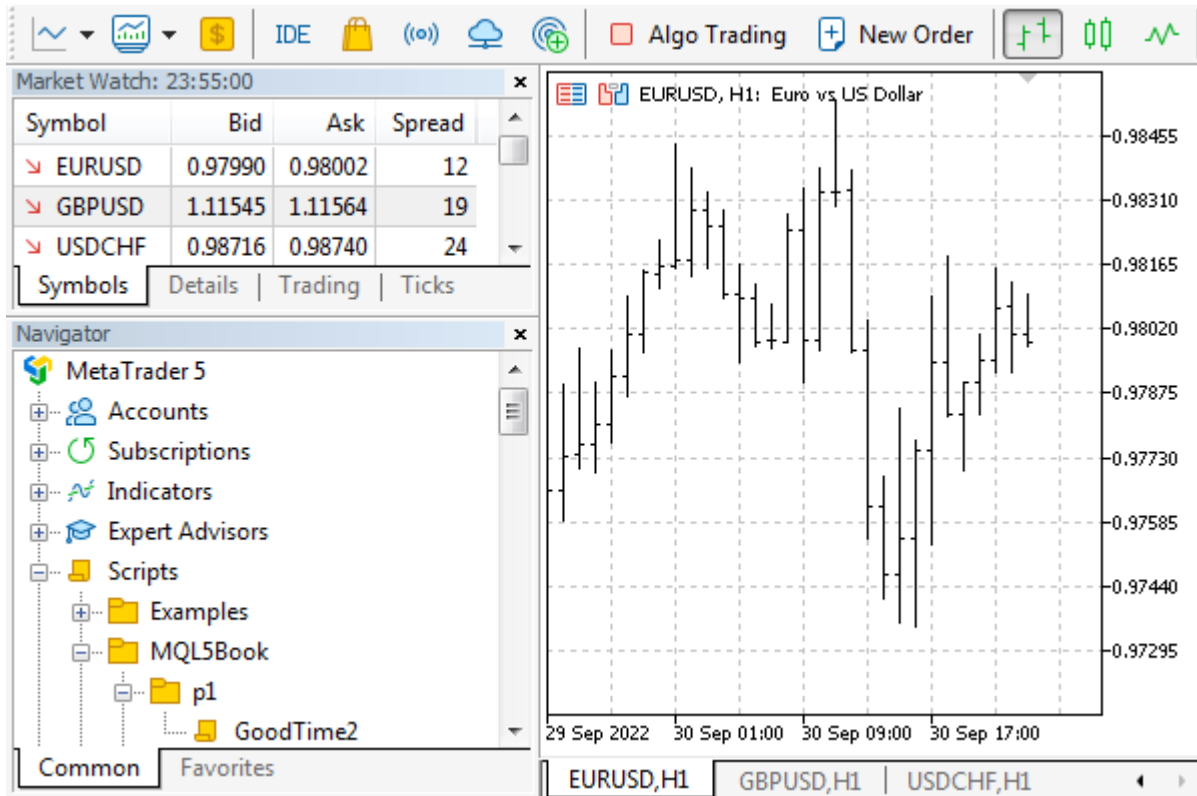 IDE Algo Trading New Order
Market Watch: 23:55:00
Symbol Bid Ask Spread
EURUSD 0.97990 0.98002 12
GBPUSD 1.11545 1.11564 19
USDCHF 0.98716 0.98740 24
Symbols Details Trading Ticks
Navigator
MetaTrader 5
Accounts
Subscriptions
Indicators
Expert Advisors
Scripts
Examples
MQL5Book
p1
GoodTime2
Common Favorites
EURUSD, H1: Euro vs US Dollar
0.98455
0.98310
0.98165
0.98020
0.97875
0.97730
0.97585
0.97440
0.97295
29 Sep 2022 30 Sep 01:00 30 Sep 09:00 30 Sep 17:00
EURUSD,H1 GBPUSD,H1 USDCHF,H1